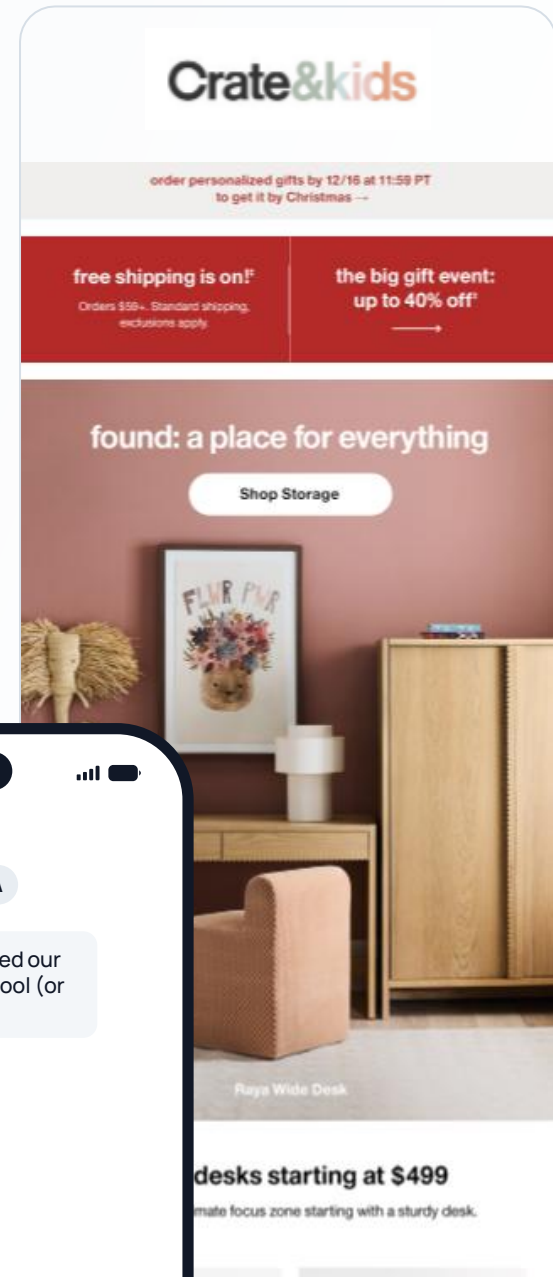 Crate&kids
order personalized gifts by 12/16 at 11:59 PT
to get it by Christmas →
free shipping is on!‡
Orders $59+. Standard shipping,
exclusions apply.
the big gift event:
up to 40% off*
→
found: a place for everything
Shop Storage
FLWR PWR
ed our
ool (or
Raya Wide Desk
desks starting at $499
mate focus zone starting with a sturdy desk.